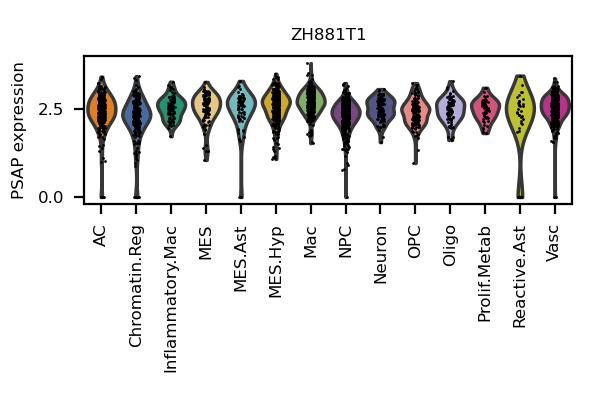 ZH881T1
PSAP expression
2.5
0.0
AC
Chromatin.Reg
Inflammatory.Mac
MES
MES.Ast
MES.Hyp
Mac
NPC
Neuron
OPC
Oligo
Prolif.Metab
Reactive.Ast
Vasc